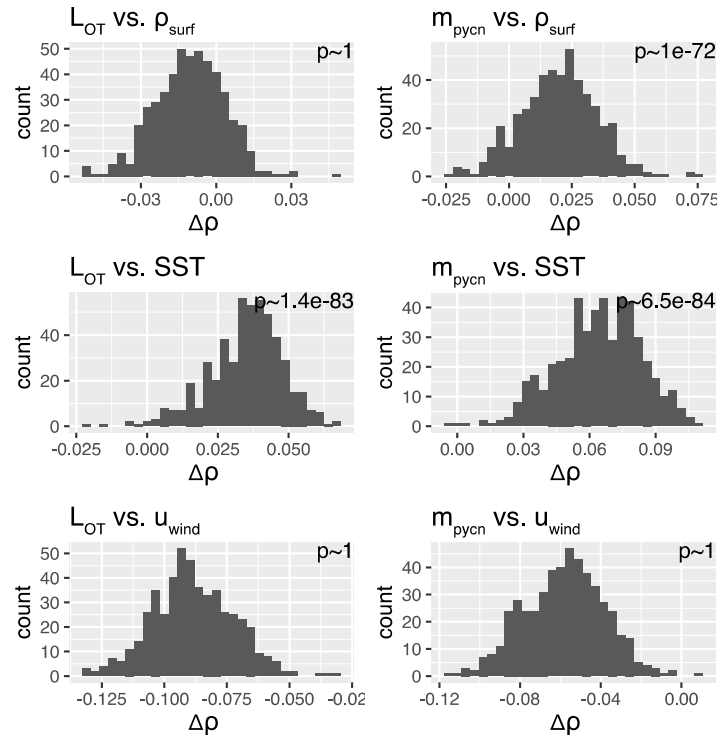 L_OT vs. ρ_surf
p~1
50
40
30
20
10
0
count
-0.03 0.00 0.03
Δρ
m_pycn vs. ρ_surf
p~1e-72
40
20
0
count
-0.025 0.000 0.025 0.050 0.075
Δρ
L_OT vs. SST
p~1.4e-83
40
20
0
count
-0.025 0.000 0.025 0.050
Δρ
m_pycn vs. SST
p~6.5e-84
40
30
20
10
0
count
0.00 0.03 0.06 0.09
Δρ
L_OT vs. u_wind
p~1
50
40
30
20
10
0
count
-0.125 -0.100 -0.075 -0.050 -0.02
Δρ
m_pycn vs. u_wind
p~1
40
20
0
count
-0.12 -0.08 -0.04 0.00
Δρ